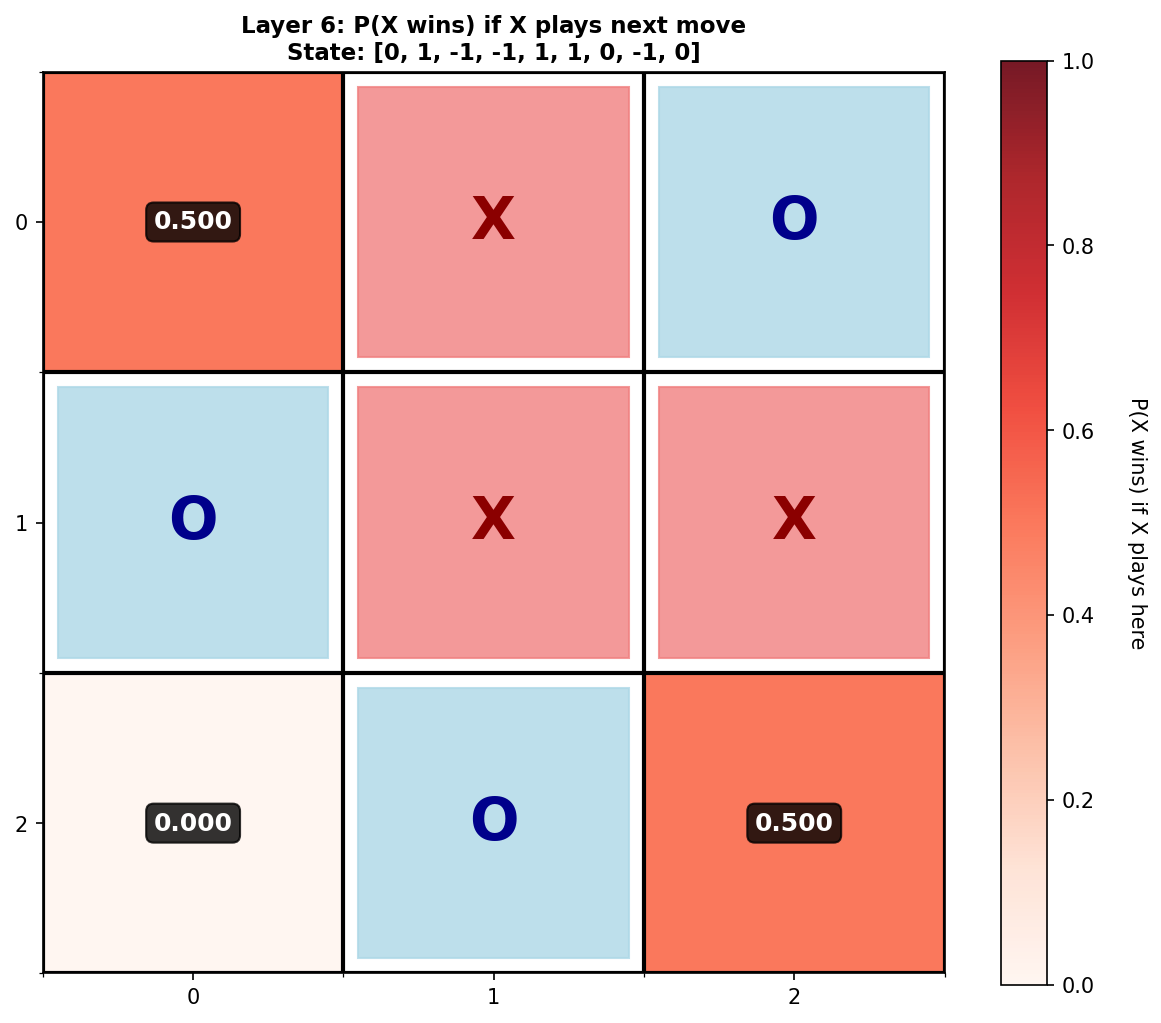 Layer 6: P(X wins) if X plays next move
State: [0, 1, -1, -1, 1, 1, 0, -1, 0]
0
0.500
X
O
1
O
X
X
2
0.000
O
0.500
0
1
2
1.0
0.8
0.6
0.4
0.2
0.0
P(X wins) if X plays here